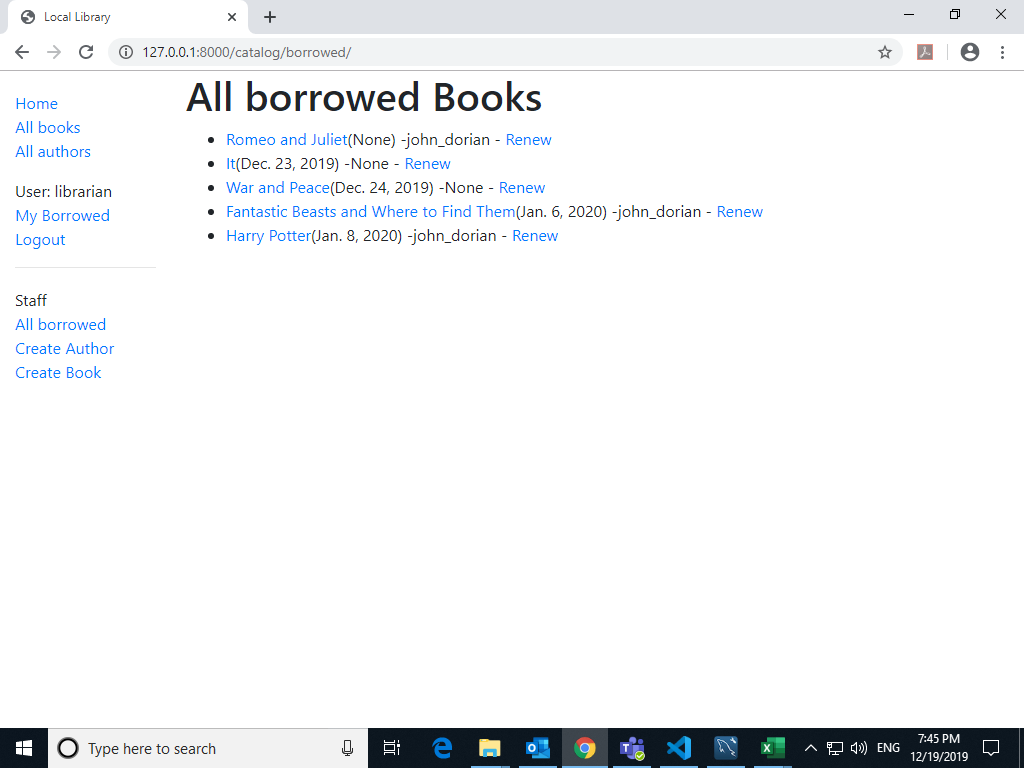 Local Library
127.0.0.1:8000/catalog/borrowed/
Home
All books
All authors
User: librarian
My Borrowed
Logout
Staff
All borrowed
Create Author
Create Book
All borrowed Books
Romeo and Juliet(None) -john_dorian - Renew
It(Dec. 23, 2019) -None - Renew
War and Peace(Dec. 24, 2019) -None - Renew
Fantastic Beasts and Where to Find Them(Jan. 6, 2020) -john_dorian - Renew
Harry Potter(Jan. 8, 2020) -john_dorian - Renew
Type here to search
ENG
7:45 PM
12/19/2019